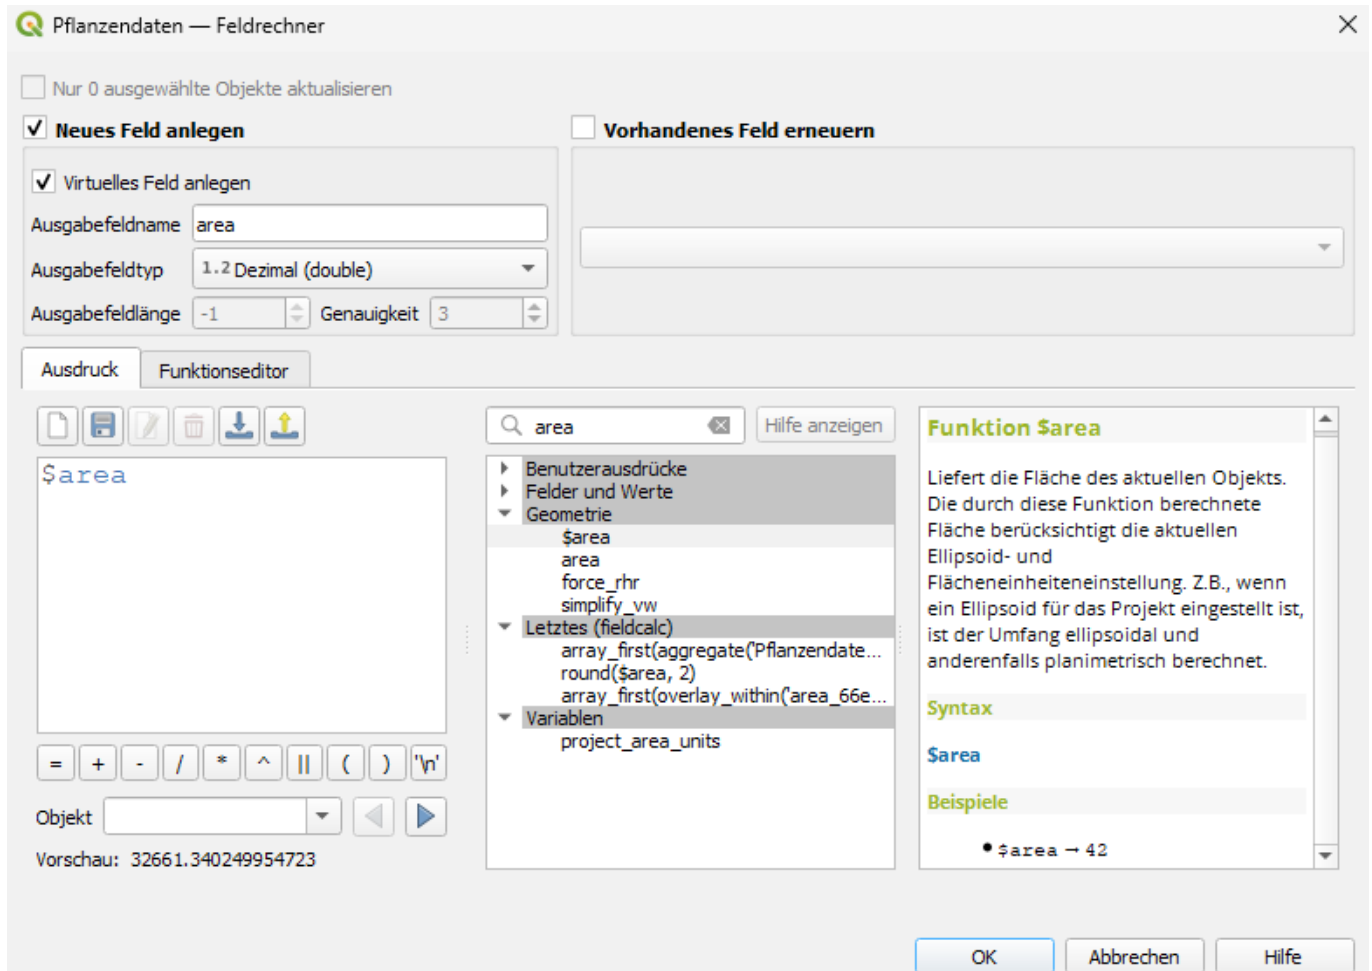 Pflanzendaten — Feldrechner
Nur 0 ausgewählte Objekte aktualisieren
Neues Feld anlegen
Vorhandenes Feld erneuern
Virtuelles Feld anlegen
Ausgabefeldname area
Ausgabefeldtyp 1.2 Dezimal (double)
Ausgabefeldlänge -1 Genauigkeit 3
Ausdruck Funktionseditor
$area
area Hilfe anzeigen
Benutzerausdrücke
Felder und Werte
Geometrie
$area
area
force_rhr
simplify_vw
Letztes (fieldcalc)
array_first(aggregate('Pflanzendate...
round($area, 2)
array_first(overlay_within('area_66e...
Variablen
project_area_units
Funktion $area
Liefert die Fläche des aktuellen Objekts.
Die durch diese Funktion berechnete
Fläche berücksichtigt die aktuellen
Ellipsoid- und
Flächeneinheiteneinstellung. Z.B., wenn
ein Ellipsoid für das Projekt eingestellt ist,
ist der Umfang ellipsoidal und
anderenfalls planimetrisch berechnet.
Syntax
$area
Beispiele
• $area → 42
= + - / * ^ || ( ) '\n'
Objekt
Vorschau: 32661.340249954723
OK Abbrechen Hilfe